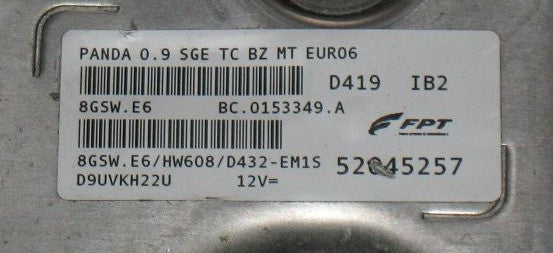 PANDA 0.9 SGE TC BZ MT EURO6
D419 IB2
8GSW.E6 BC.0153349.A
FPT
8GSW.E6/HW608/D432-EM1S
D9UVKH22U 12V=